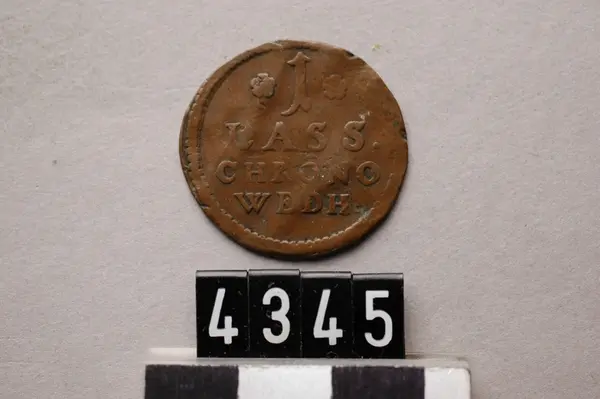 1
LASS.
CHRONO
WEDH.
4345